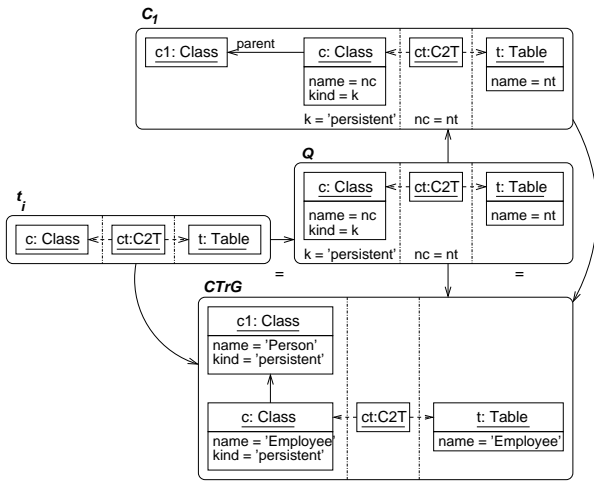 C1
c1: Class
parent
c: Class
ct:C2T
t: Table
name = nc
kind = k
name = nt
k = 'persistent'
nc = nt
Q
c: Class
ct:C2T
t: Table
name = nc
kind = k
name = nt
k = 'persistent'
nc = nt
ti
c: Class
ct:C2T
t: Table
=
=
CTrG
c1: Class
name = 'Person'
kind = 'persistent'
c: Class
ct:C2T
t: Table
name = 'Employee'
kind = 'persistent'
name = 'Employee'